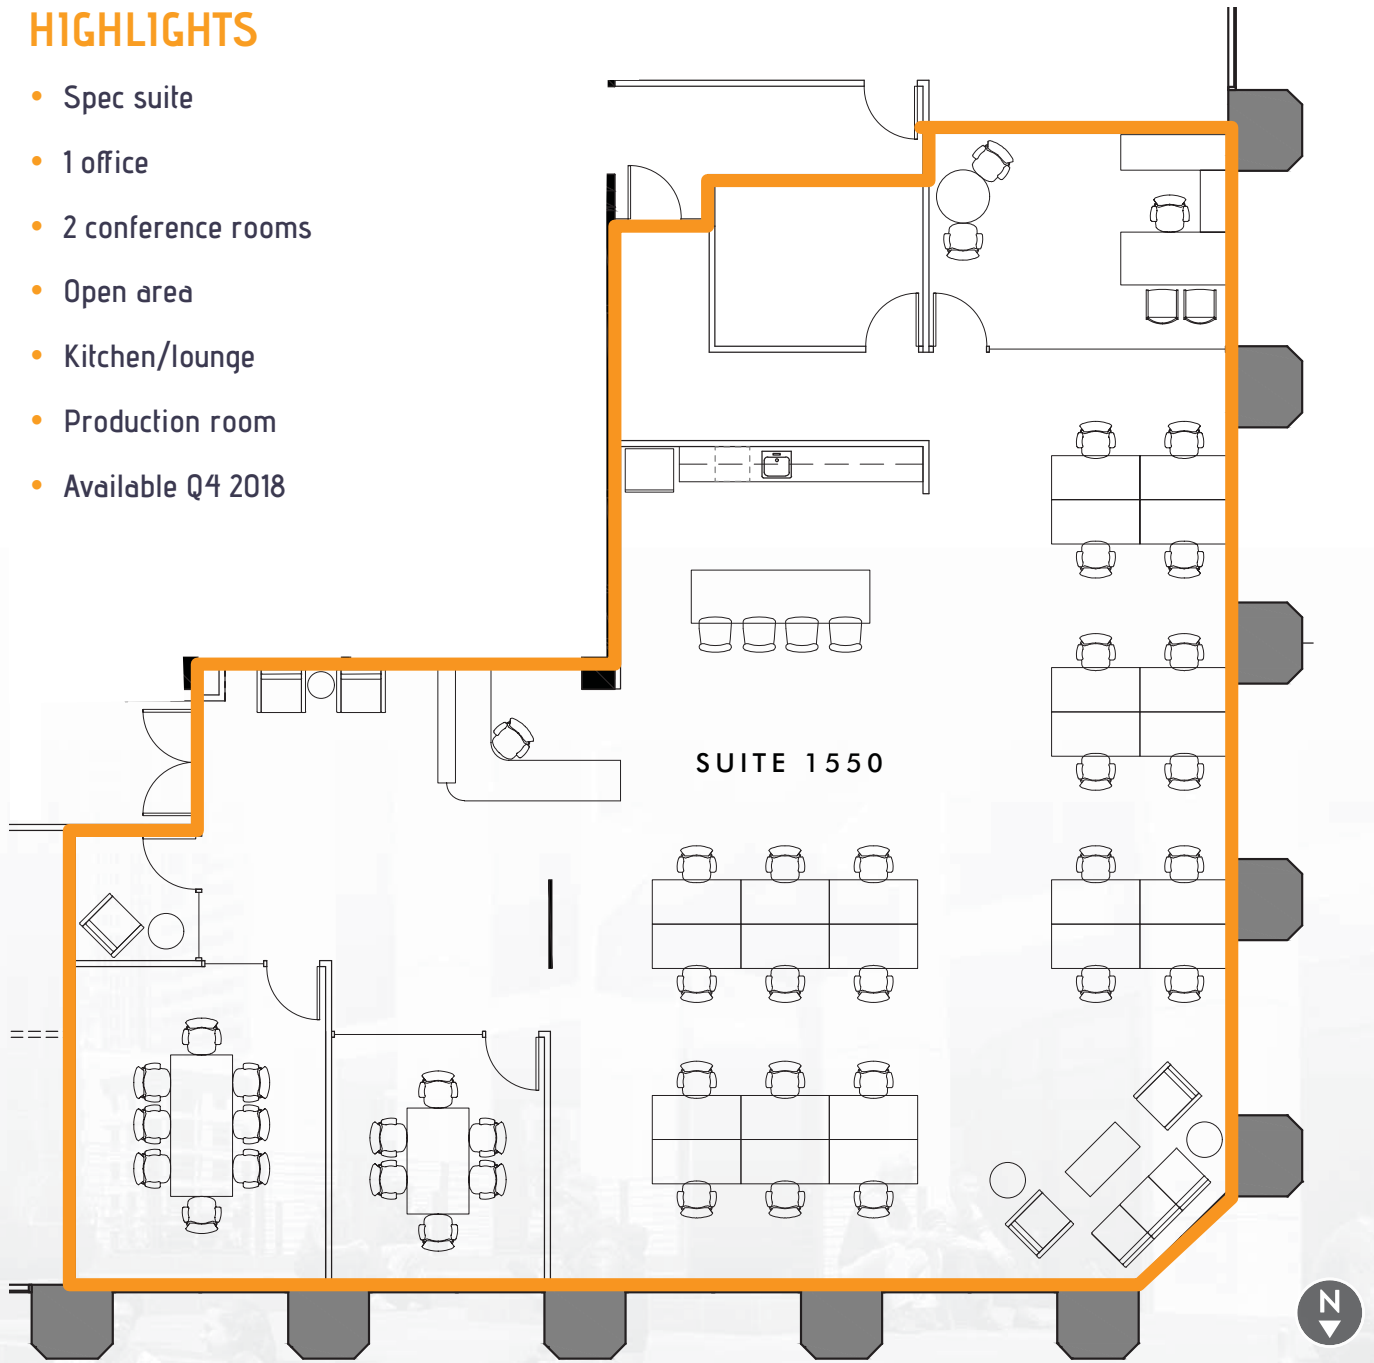 HIGHLIGHTS
• Spec suite
• 1 office
• 2 conference rooms
• Open area
• Kitchen/lounge
• Production room
• Available Q4 2018
SUITE 1550
N